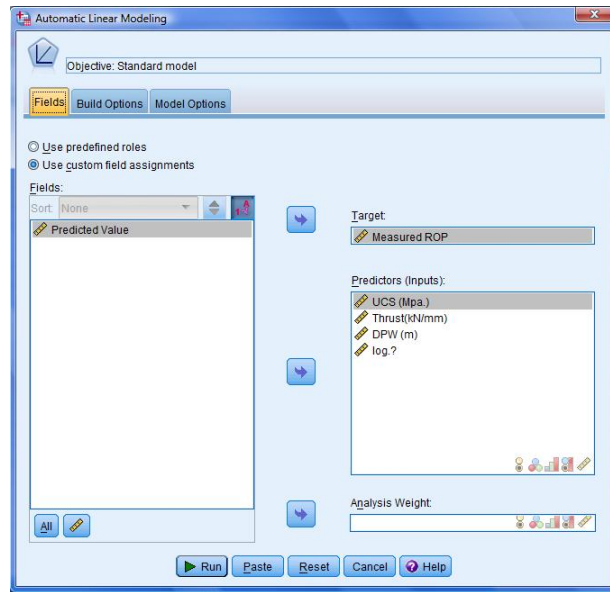 Automatic Linear Modeling
Objective: Standard model
Fields Build Options Model Options
Use predefined roles
Use custom field assignments
Fields:
Sort: None
Predicted Value
All
Target:
Measured ROP
Predictors (Inputs):
UCS (Mpa.)
Thrust(kN/mm)
DPW (m)
log.?
Analysis Weight:
Run Paste Reset Cancel Help